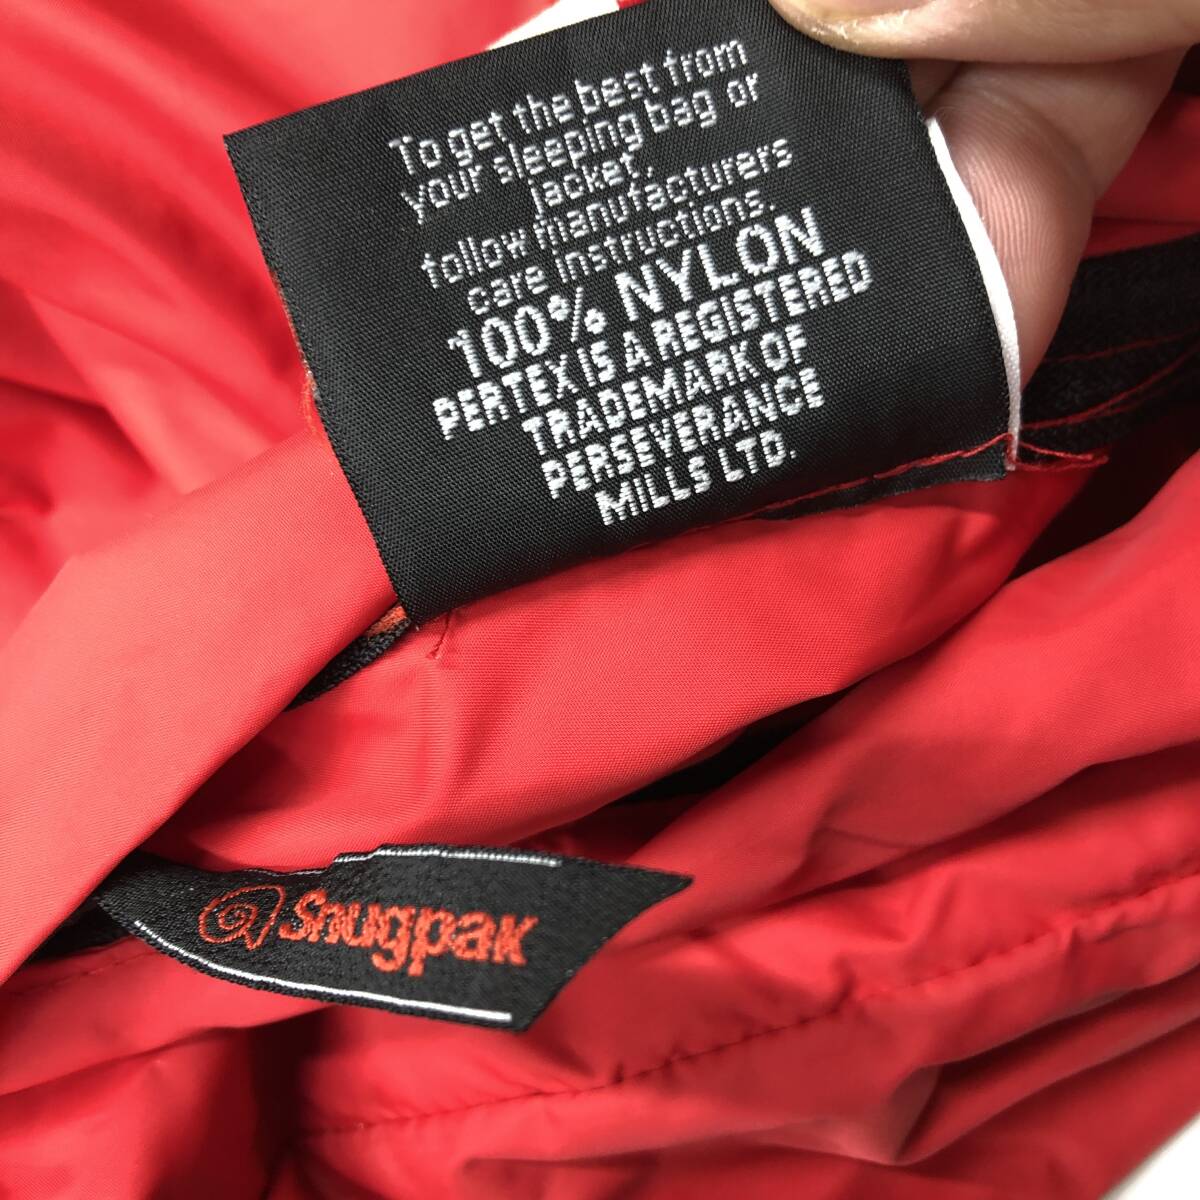 To get the best from
your sleeping bag or
jacket,
follow manufacturers
care instructions.
100% NYLON
PERTEX IS A REGISTERED
TRADEMARK OF
PERSEVERANCE
MILLS LTD.
Snugpak